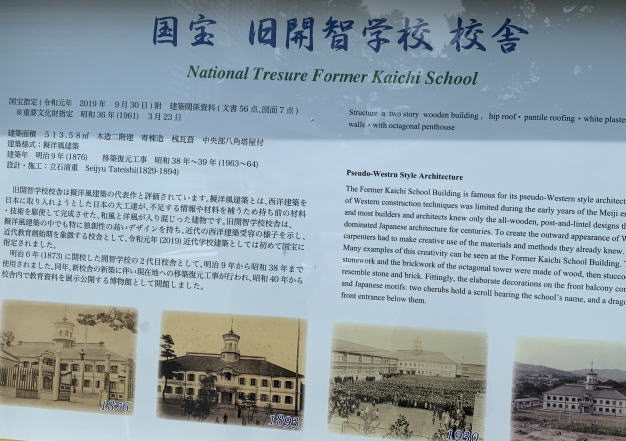 国宝 旧開智学校 校舎
National Tresure Former Kaichi School
国宝指定(令和元年 2019年 9月30日)附 建築関係資料(文書56点、図面7点)
※重要文化財指定 昭和36年(1961) 3月23日
建築面積 513.58㎡ 木造二階建 寄棟造 桟瓦葺 中央部八角塔屋付
建築様式:擬洋風建築
建築年 明治9年(1876) 移築復元工事 昭和38年~39年(1963~64)
設計・施工:立石清重 Seijyu Tateishi(1829-1894)
旧開智学校校舎は擬洋風建築の代表作と評価されています。擬洋風建築とは、西洋建築を
日本に取り入れようとした日本の大工達が、不足する情報や材料を補うため持ち前の材料
・技術を駆使して完成させた、和風と洋風が入り混じった建物です。旧開智学校校舎は、
擬洋風建築の中でも特に独創性の高いデザインを持ち、近代の西洋建築受容の様子を示し、
近代教育創始期を象徴する校舎として、令和元年(2019)近代学校建築としては初めて国宝に
指定されました。
明治6年(1873)に開校した開智学校の2代目校舎として、明治9年から昭和38年まで
使用されました。同年、新校舎の新築に伴い現在地への移築復元工事が行われ、昭和40年から
校舎内で教育資料を展示公開する博物館として開館しました。
Structure a two story wooden building, hip roof・pantile roofing・white plaste
walls・with octagonal penthouse
Pseudo-Westrn Style Architecture
The Former Kaichi School Building is famous for its pseudo-Western style architect
of Western construction techniques was limited during the early years of the Meiji e
and most builders and architects knew only the all-wooden, post-and-lintel designs th
dominated Japanese architecture for centuries. To create the outward appearance of W
carpenters had to make creative use of the materials and methods they already knew.
Many examples of this creativity can be seen at the Former Kaichi School Building. T
stonework and the brickwork of the octagonal tower were made of wood, then stucco
resemble stone and brick. Fittingly, the elaborate decorations on the front balcony con
and Japanese motifs: two cherubs hold a scroll bearing the school's name, and a drago
front entrance below them.
1876
1893
1930